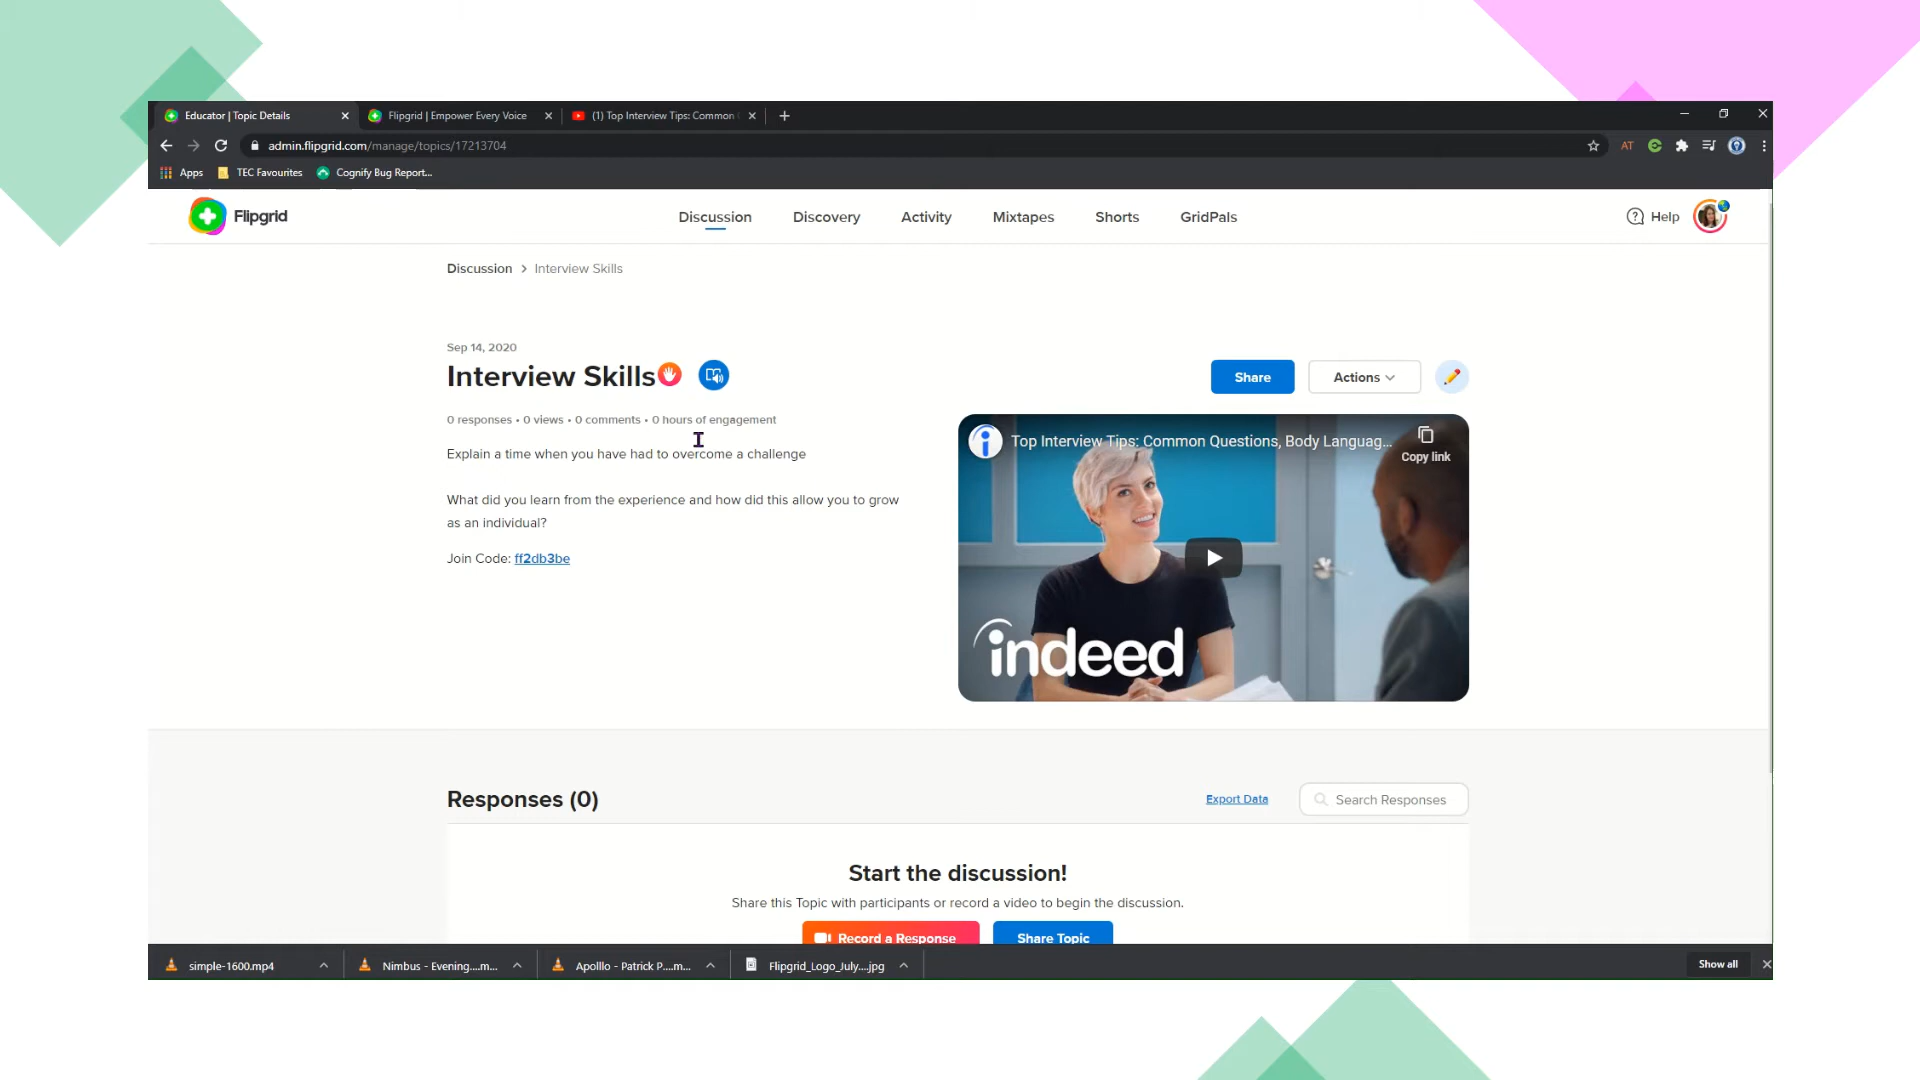 Educator | Topic Details
Flipgrid | Empower Every Voice
(1) Top Interview Tips: Common
admin.flipgrid.com/manage/topics/17213704
AT
Apps
TEC Favourites
Cognify Bug Report...
Flipgrid
Discussion
Discovery
Activity
Mixtapes
Shorts
GridPals
Help
Discussion > Interview Skills
Sep 14, 2020
Interview Skills
Share
Actions
0 responses • 0 views • 0 comments • 0 hours of engagement
Explain a time when you have had to overcome a challenge
What did you learn from the experience and how did this allow you to grow
as an individual?
Join Code: ff2db3be
Top Interview Tips: Common Questions, Body Languag...
Copy link
indeed
Responses (0)
Export Data
Search Responses
Start the discussion!
Share this Topic with participants or record a video to begin the discussion.
Record a Response
Share Topic
simple-1600.mp4
Nimbus - Evening....m...
Apolllo - Patrick P....m...
Flipgrid_Logo_July....jpg
Show all